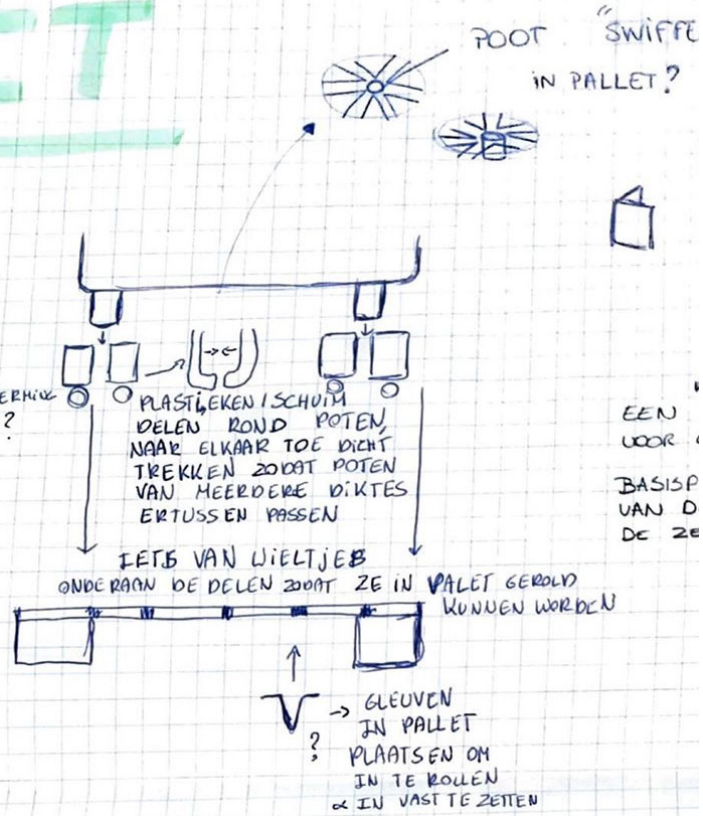 ET
POOT "SWIFFE
IN PALLET?
?
PLASTIEKEN / SCHUIM
DELEN ROND POTEN,
NAAR ELKAAR TOE DICHT
TREKKEN ZODAT POTEN
VAN MEERDERE DIKTES
ERTUSSEN PASSEN
EEN
VOOR
BASISP
VAN D
DE ZE
IETS VAN WIELTJES
ONDERAAN DE DELEN ZODAT ZE IN PALET GEROLD
KUNNEN WORDEN
-> GLEUVEN
IN PALLET
? PLAATSEN OM
IN TE ROLLEN
& IN VAST TE ZETTEN